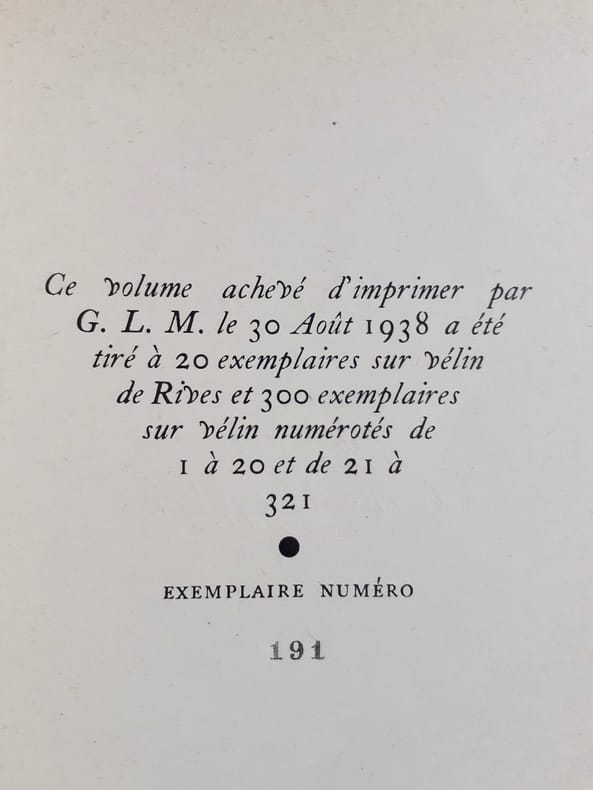 Ce volume achevé d'imprimer par
G. L. M. le 30 Août 1938 a été
tiré à 20 exemplaires sur vélin
de Rives et 300 exemplaires
sur vélin numérotés de
1 à 20 et de 21 à
321
EXEMPLAIRE NUMÉRO
191